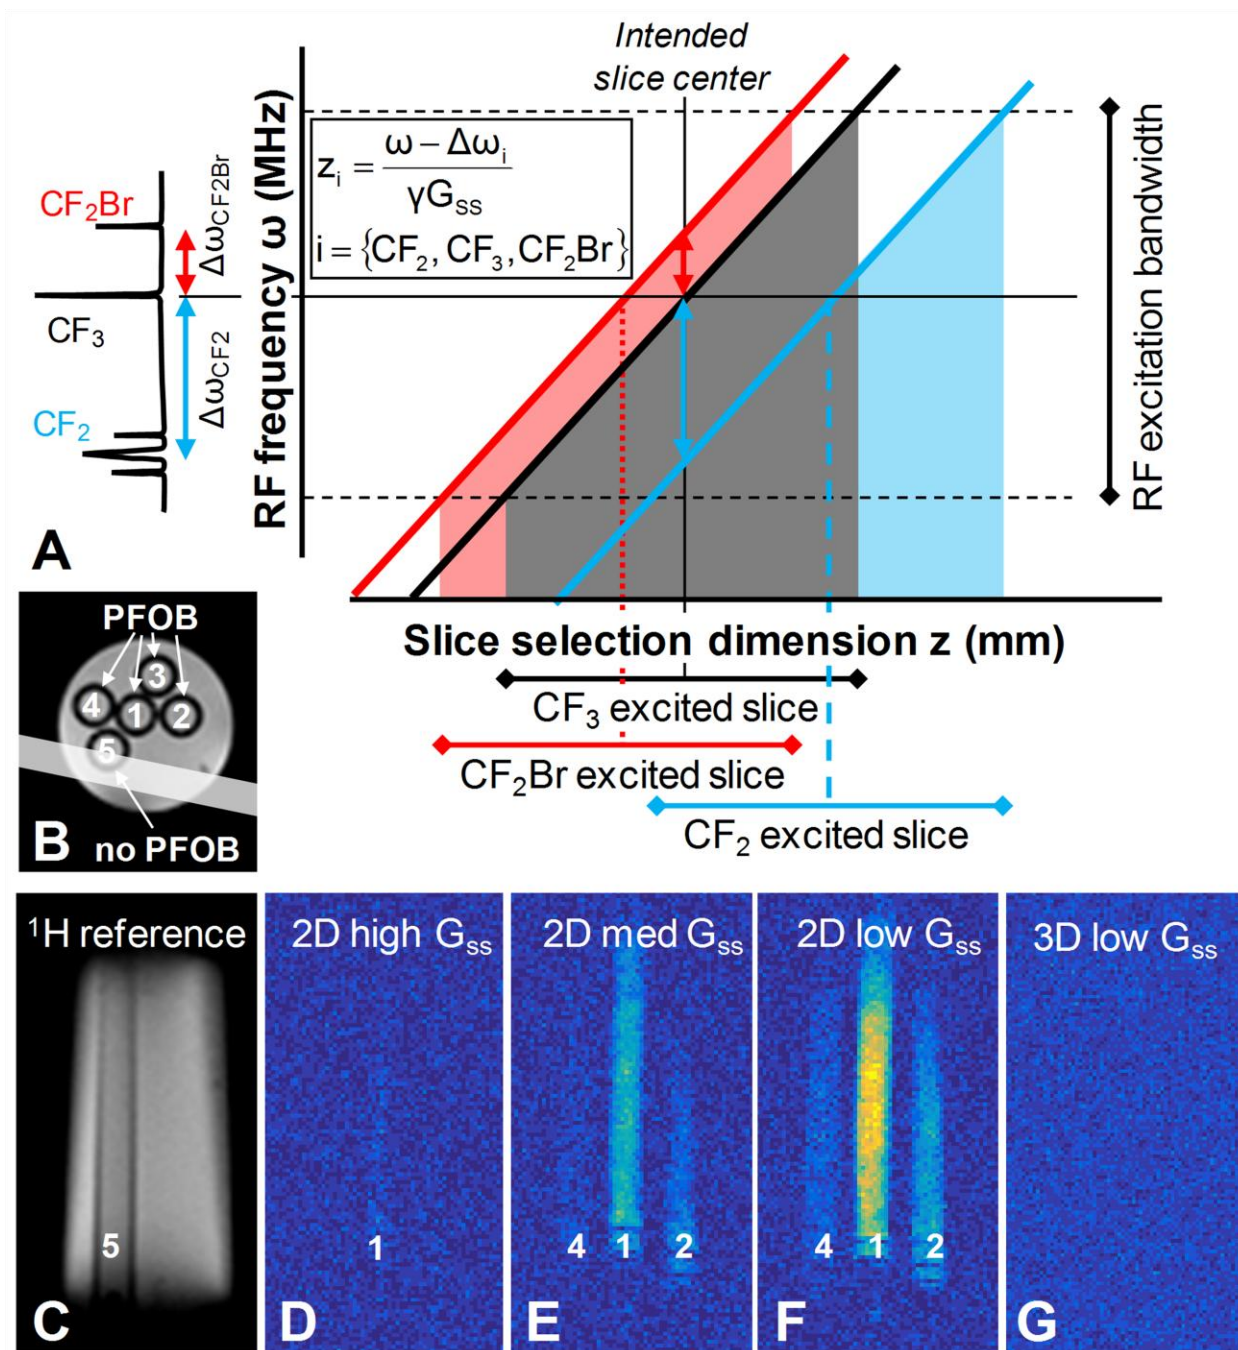 Intended
slice center
RF frequency ω (MHz)
zᵢ = (ω − Δωᵢ) / γG_SS
i = {CF₂, CF₃, CF₂Br}
CF₂Br
Δω_CF2Br
CF₃
Δω_CF2
CF₂
RF excitation bandwidth
A
Slice selection dimension z (mm)
CF₃ excited slice
CF₂Br excited slice
CF₂ excited slice
PFOB
3
4 1 2
5
B no PFOB
¹H reference
5
C
2D high Gₛₛ
1
D
2D med Gₛₛ
4 1 2
E
2D low Gₛₛ
4 1 2
F
3D low Gₛₛ
G